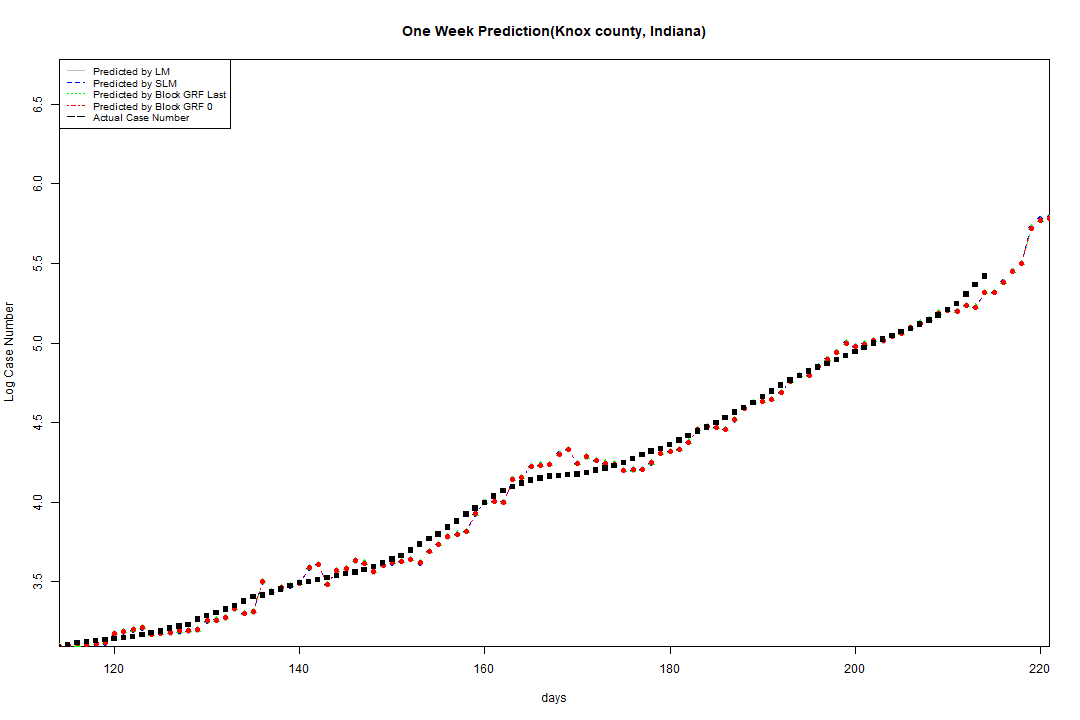 One Week Prediction(Knox county, Indiana)
Predicted by LM
Predicted by SLM
Predicted by Block GRF Last
Predicted by Block GRF 0
Actual Case Number
6.5
6.0
5.5
5.0
4.5
4.0
3.5
Log Case Number
120 140 160 180 200 220
days